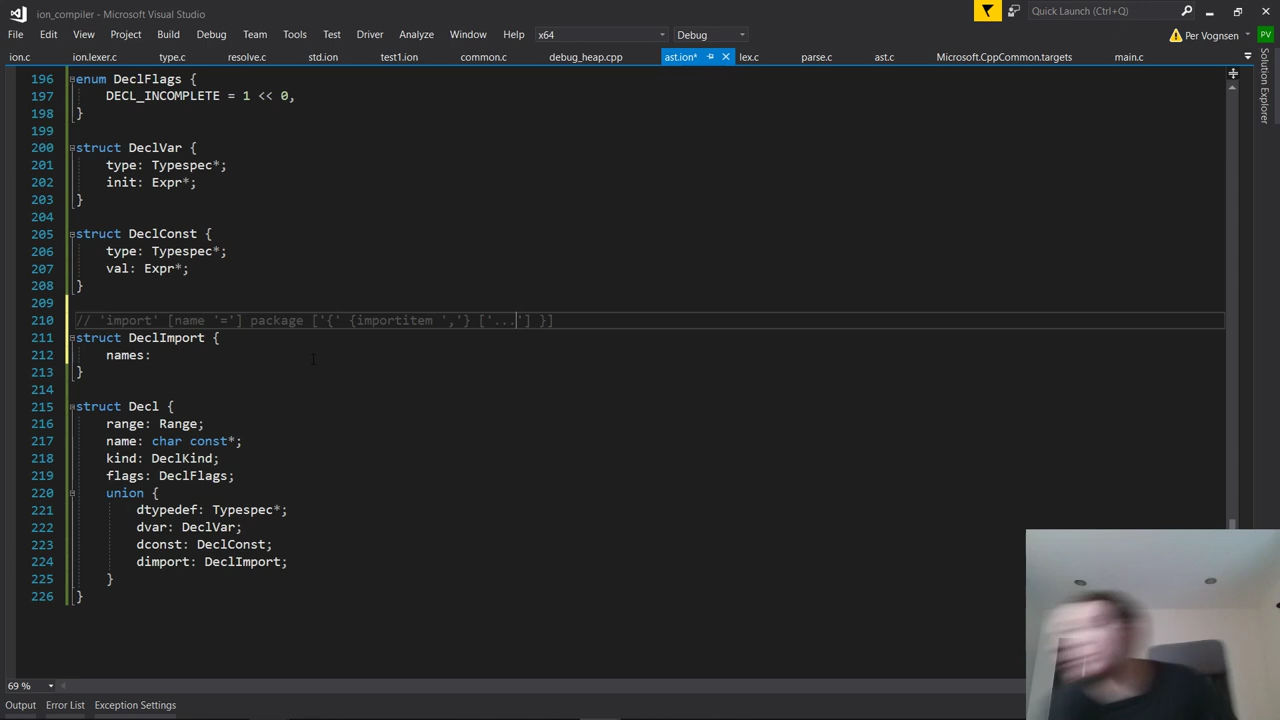 ion_compiler - Microsoft Visual Studio
Quick Launch (Ctrl+Q)
File Edit View Project Build Debug Team Tools Test Driver Analyze Window Help x64 Debug Per Vognsen PV
ion.c ion.lexer.c type.c resolve.c std.ion test1.ion common.c debug_heap.cpp ast.ion* lex.c parse.c ast.c Microsoft.CppCommon.targets main.c
Solution Explorer
196 enum DeclFlags {
197 DECL_INCOMPLETE = 1 << 0,
198 }
199
200 struct DeclVar {
201 type: Typespec*;
202 init: Expr*;
203 }
204
205 struct DeclConst {
206 type: Typespec*;
207 val: Expr*;
208 }
209
210 // 'import' [name '='] package ['{' {importitem ','} ['...'] }]
211 struct DeclImport {
212 names:
213 }
214
215 struct Decl {
216 range: Range;
217 name: char const*;
218 kind: DeclKind;
219 flags: DeclFlags;
220 union {
221 dtypedef: Typespec*;
222 dvar: DeclVar;
223 dconst: DeclConst;
224 dimport: DeclImport;
225 }
226 }
69 %
Output Error List Exception Settings